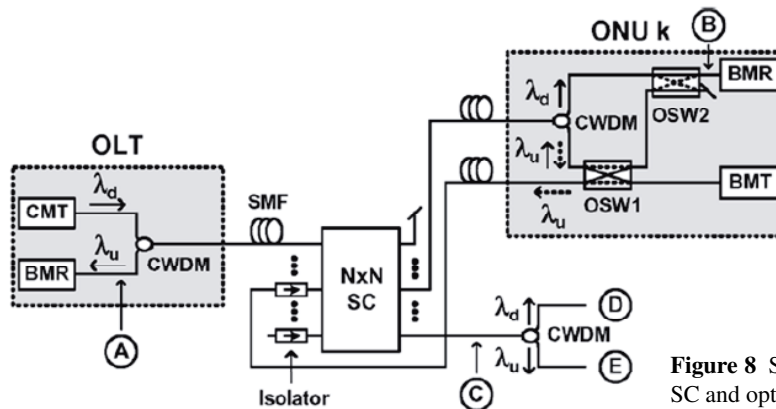 ONU k
B
BMR
λd
CWDM
OSW2
λu
OSW1
BMT
λu
OLT
CMT
λd
SMF
BMR
λu
CWDM
NxN
SC
A
Isolator
C
λd
D
CWDM
λu
E
Figure 8 S
SC and opt